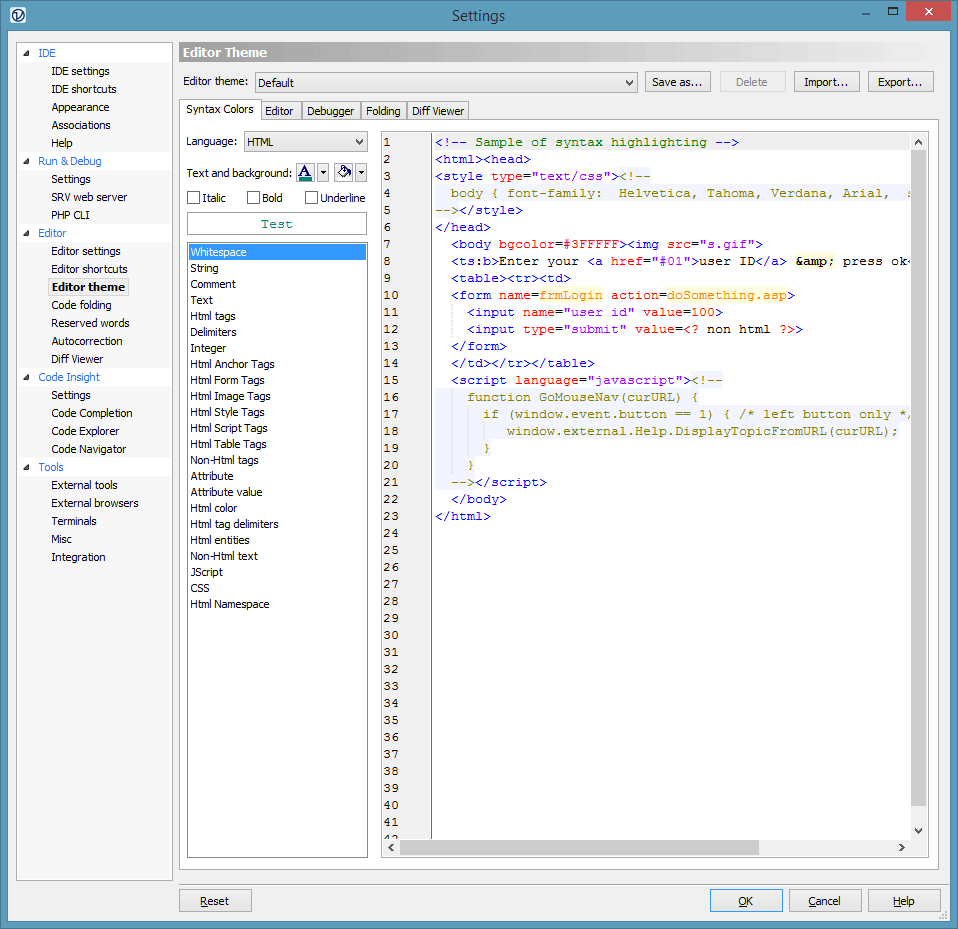 Settings
IDE
IDE settings
IDE shortcuts
Appearance
Associations
Help
Run & Debug
Settings
SRV web server
PHP CLI
Editor
Editor settings
Editor shortcuts
Editor theme
Code folding
Reserved words
Autocorrection
Diff Viewer
Code Insight
Settings
Code Completion
Code Explorer
Code Navigator
Tools
External tools
External browsers
Terminals
Misc
Integration
Editor Theme
Editor theme: Default Save as... Delete Import... Export...
Syntax Colors Editor Debugger Folding Diff Viewer
Language: HTML
Text and background: A
Italic Bold Underline
Test
Whitespace
String
Comment
Text
Html tags
Delimiters
Integer
Html Anchor Tags
Html Form Tags
Html Image Tags
Html Style Tags
Html Script Tags
Html Table Tags
Non-Html tags
Attribute
Attribute value
Html color
Html tag delimiters
Html entities
Non-Html text
JScript
CSS
Html Namespace
1 <!-- Sample of syntax highlighting -->
2 <html><head>
3 <style type="text/css"><!--
4 body { font-family: Helvetica, Tahoma, Verdana, Arial, s
5 --></style>
6 </head>
7 <body bgcolor=#3FFFFF><img src="s.gif">
8 <ts:b>Enter your <a href="#01">user ID</a> &amp; press ok<
9 <table><tr><td>
10 <form name=frmLogin action=doSomething.asp>
11 <input name="user id" value=100>
12 <input type="submit" value=<? non html ?>>
13 </form>
14 </td></tr></table>
15 <script language="javascript"><!--
16 function GoMouseNav(curURL) {
17 if (window.event.button == 1) { /* left button only */
18 window.external.Help.DisplayTopicFromURL(curURL);
19 }
20 }
21 --></script>
22 </body>
23 </html>
24
25
26
27
28
29
30
31
32
33
34
35
36
37
38
39
40
41
42
Reset OK Cancel Help